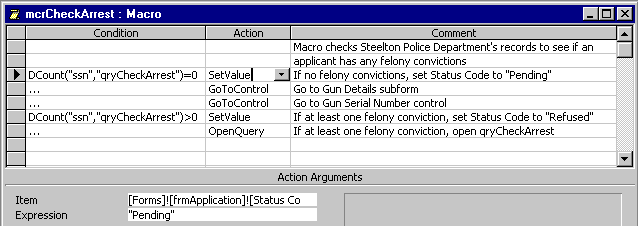 mcrCheckArrest : Macro
Condition Action Comment
Macro checks Steelton Police Department's records to see if an
applicant has any felony convictions
DCount("ssn","qryCheckArrest")=0 SetValue If no felony convictions, set Status Code to "Pending"
... GoToControl Go to Gun Details subform
... GoToControl Go to Gun Serial Number control
DCount("ssn","qryCheckArrest")>0 SetValue If at least one felony conviction, set Status Code to "Refused"
... OpenQuery If at least one felony conviction, open qryCheckArrest
Action Arguments
Item [Forms]![frmApplication]![Status Co
Expression "Pending"